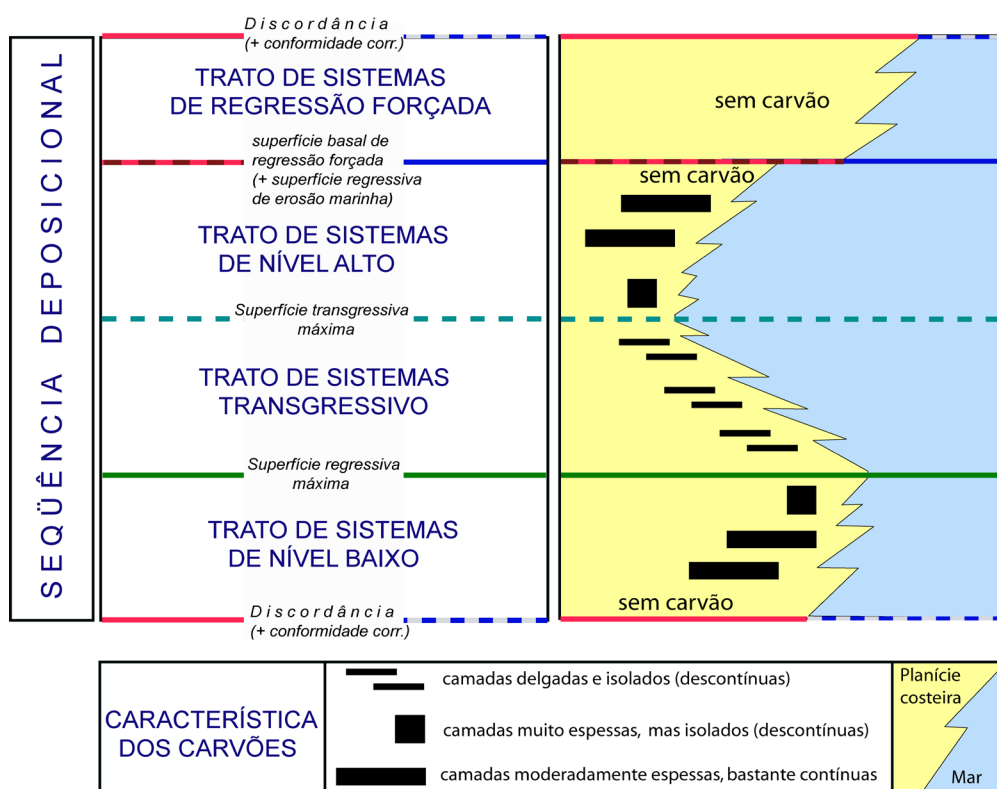 SEQÜÊNCIA DEPOSICIONAL
Discordância
(+ conformidade corr.)
TRATO DE SISTEMAS
DE REGRESSÃO FORÇADA
superfície basal de
regressão forçada
(+ superfície regressiva
de erosão marinha)
TRATO DE SISTEMAS
DE NÍVEL ALTO
Superfície transgressiva
máxima
TRATO DE SISTEMAS
TRANSGRESSIVO
Superfície regressiva
máxima
TRATO DE SISTEMAS
DE NÍVEL BAIXO
Discordância
(+ conformidade corr.)
sem carvão
sem carvão
sem carvão
CARACTERÍSTICA
DOS CARVÕES
camadas delgadas e isolados (descontínuas)
camadas muito espessas, mas isolados (descontínuas)
camadas moderadamente espessas, bastante contínuas
Planície
costeira
Mar